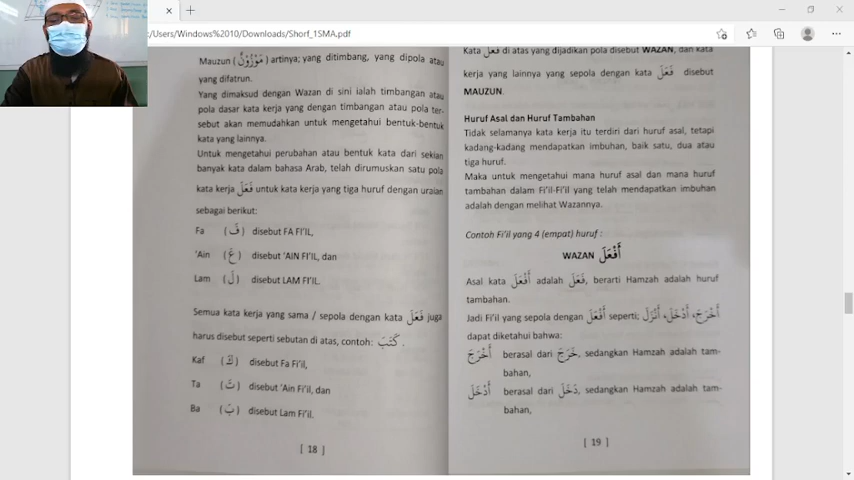 :/Users/Windows%2010/Downloads/Shorf_1SMA.pdf
Mauzun ( مَوْزُوْنٌ ) artinya; yang ditimbang, yang dipola atau
yang difatrun.
Yang dimaksud dengan Wazan di sini ialah timbangan atau
pola dasar kata kerja yang dengan timbangan atau pola ter-
sebut akan memudahkan untuk mengetahui bentuk-bentuk
kata yang lainnya.
Untuk mengetahui perubahan atau bentuk kata dari sekian
banyak kata dalam bahasa Arab, telah dirumuskan satu pola
kata kerja فَعَلَ untuk kata kerja yang tiga huruf dengan uraian
sebagai berikut:
Fa ( فَ ) disebut FA FI'IL,
'Ain ( عَ ) disebut 'AIN FI'IL, dan
Lam ( لَ ) disebut LAM FI'IL.
Semua kata kerja yang sama / sepola dengan kata فَعَلَ juga
harus disebut seperti sebutan di atas, contoh: كَتَبَ .
Kaf ( كَ ) disebut Fa Fi'il,
Ta ( تَ ) disebut 'Ain Fi'il, dan
Ba ( بَ ) disebut Lam Fi'il.
[ 18 ]
Kata فَعَلَ di atas yang dijadikan pola disebut WAZAN, dan kata
kerja yang lainnya yang sepola dengan kata فَعَلَ disebut
MAUZUN.
Huruf Asal dan Huruf Tambahan
Tidak selamanya kata kerja itu terdiri dari huruf asal, tetapi
kadang-kadang mendapatkan imbuhan, baik satu, dua atau
tiga huruf.
Maka untuk mengetahui mana huruf asal dan mana huruf
tambahan dalam Fi'il-Fi'il yang telah mendapatkan imbuhan
adalah dengan melihat Wazannya.
Contoh Fi'il yang 4 (empat) huruf :
WAZAN أَفْعَلَ
Asal kata أَفْعَلَ adalah فَعَلَ, berarti Hamzah adalah huruf
tambahan.
Jadi Fi'il yang sepola dengan أَفْعَلَ seperti; أَخْرَجَ، أَدْخَلَ، أَنْزَلَ
dapat diketahui bahwa:
أَخْرَجَ berasal dari خَرَجَ, sedangkan Hamzah adalah tam-
bahan,
أَدْخَلَ berasal dari دَخَلَ, sedangkan Hamzah adalah tam-
bahan,
[ 19 ]